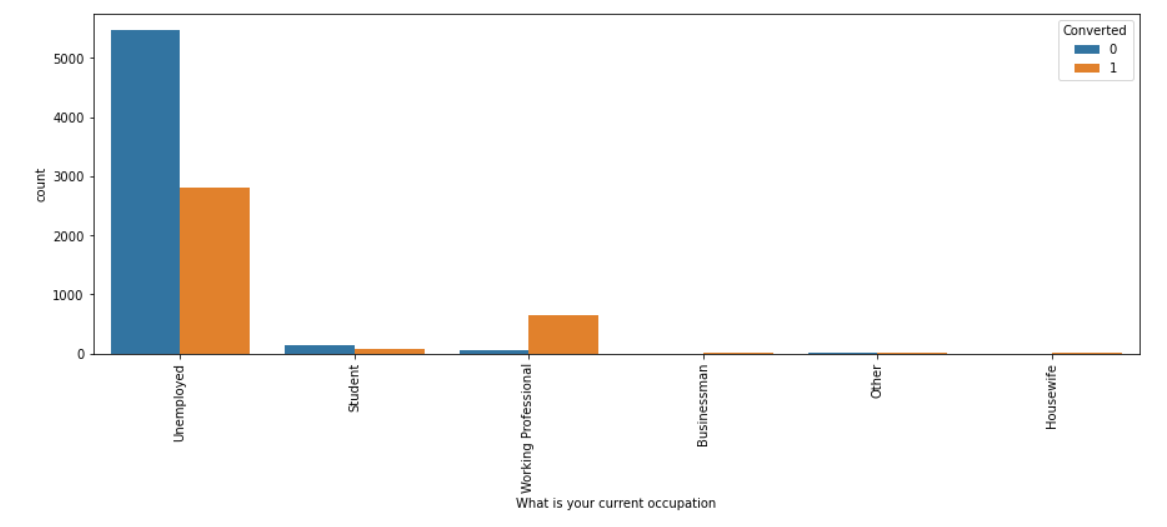 Converted
0
1
5000
4000
3000
2000
1000
0
count
Unemployed
Student
Working Professional
Businessman
Other
Housewife
What is your current occupation